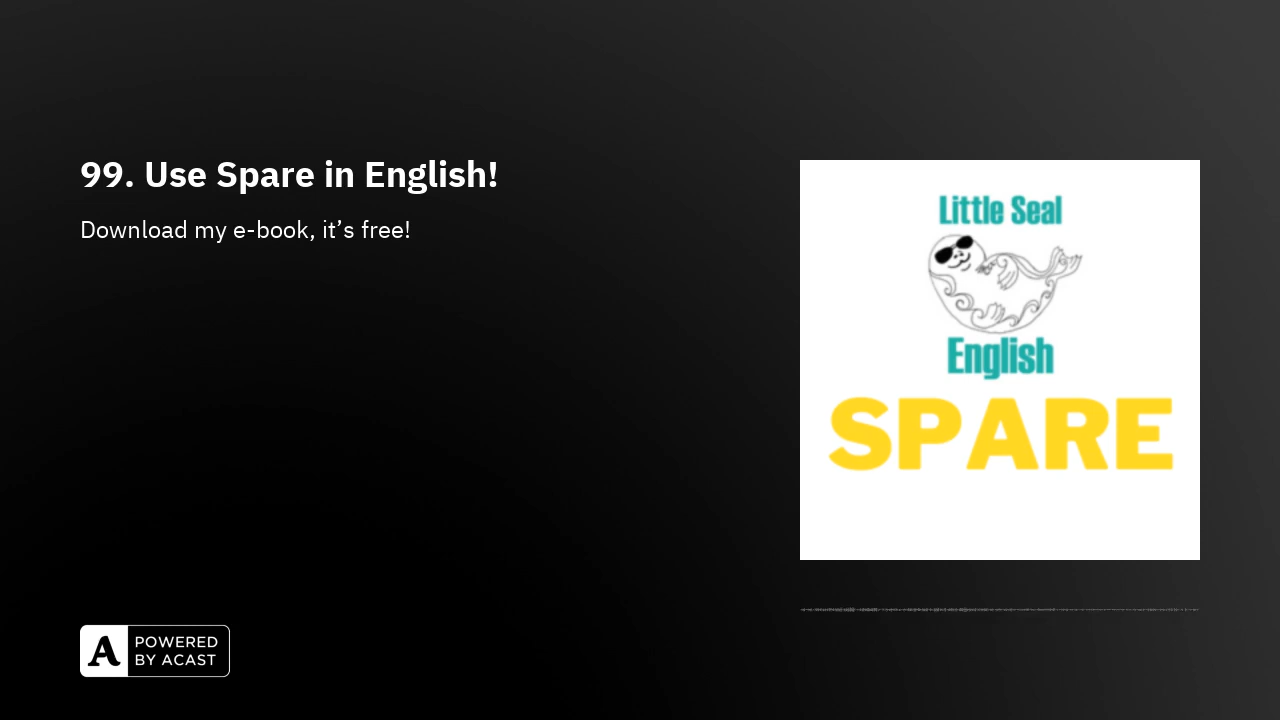 99. Use Spare in English!
Download my e-book, it’s free!
Little Seal
English
SPARE
A POWERED
BY ACAST